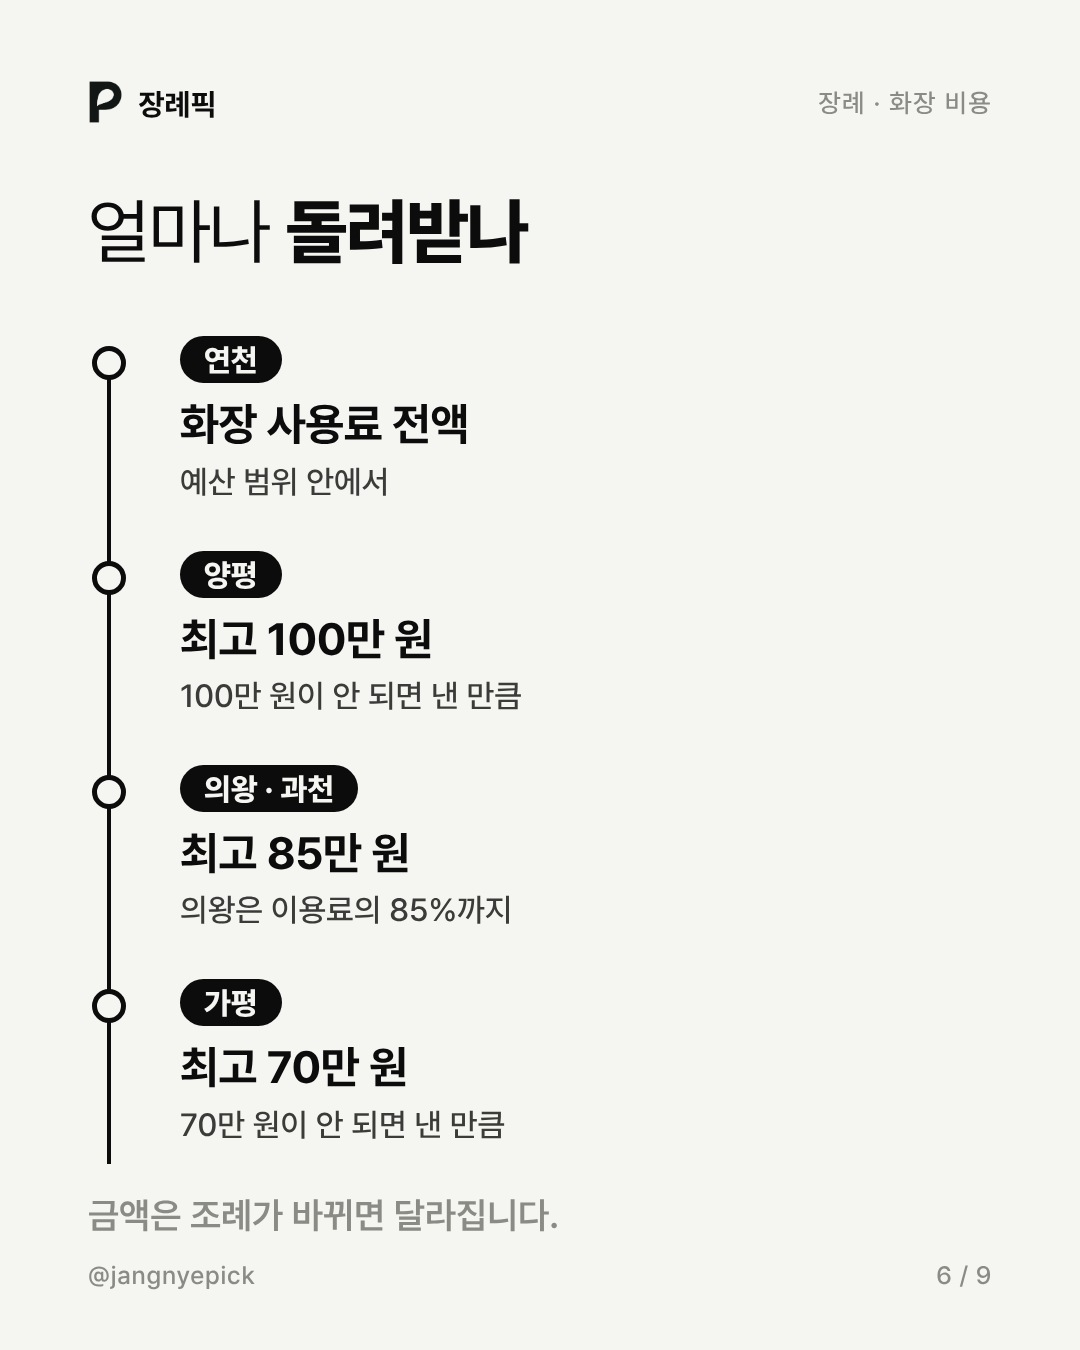 장례픽
장례 · 화장 비용
얼마나 돌려받나
연천
화장 사용료 전액
예산 범위 안에서
양평
최고 100만 원
100만 원이 안 되면 낸 만큼
의왕 · 과천
최고 85만 원
의왕은 이용료의 85%까지
가평
최고 70만 원
70만 원이 안 되면 낸 만큼
금액은 조례가 바뀌면 달라집니다.
@jangnyepick
6 / 9